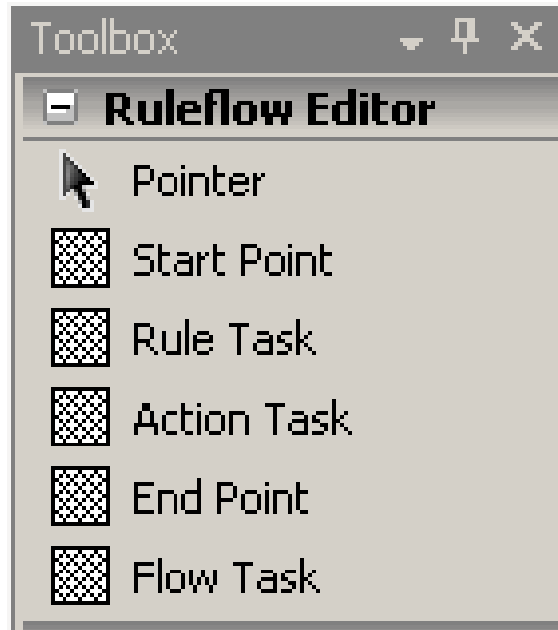 Toolbox
Ruleflow Editor
Pointer
Start Point
Rule Task
Action Task
End Point
Flow Task